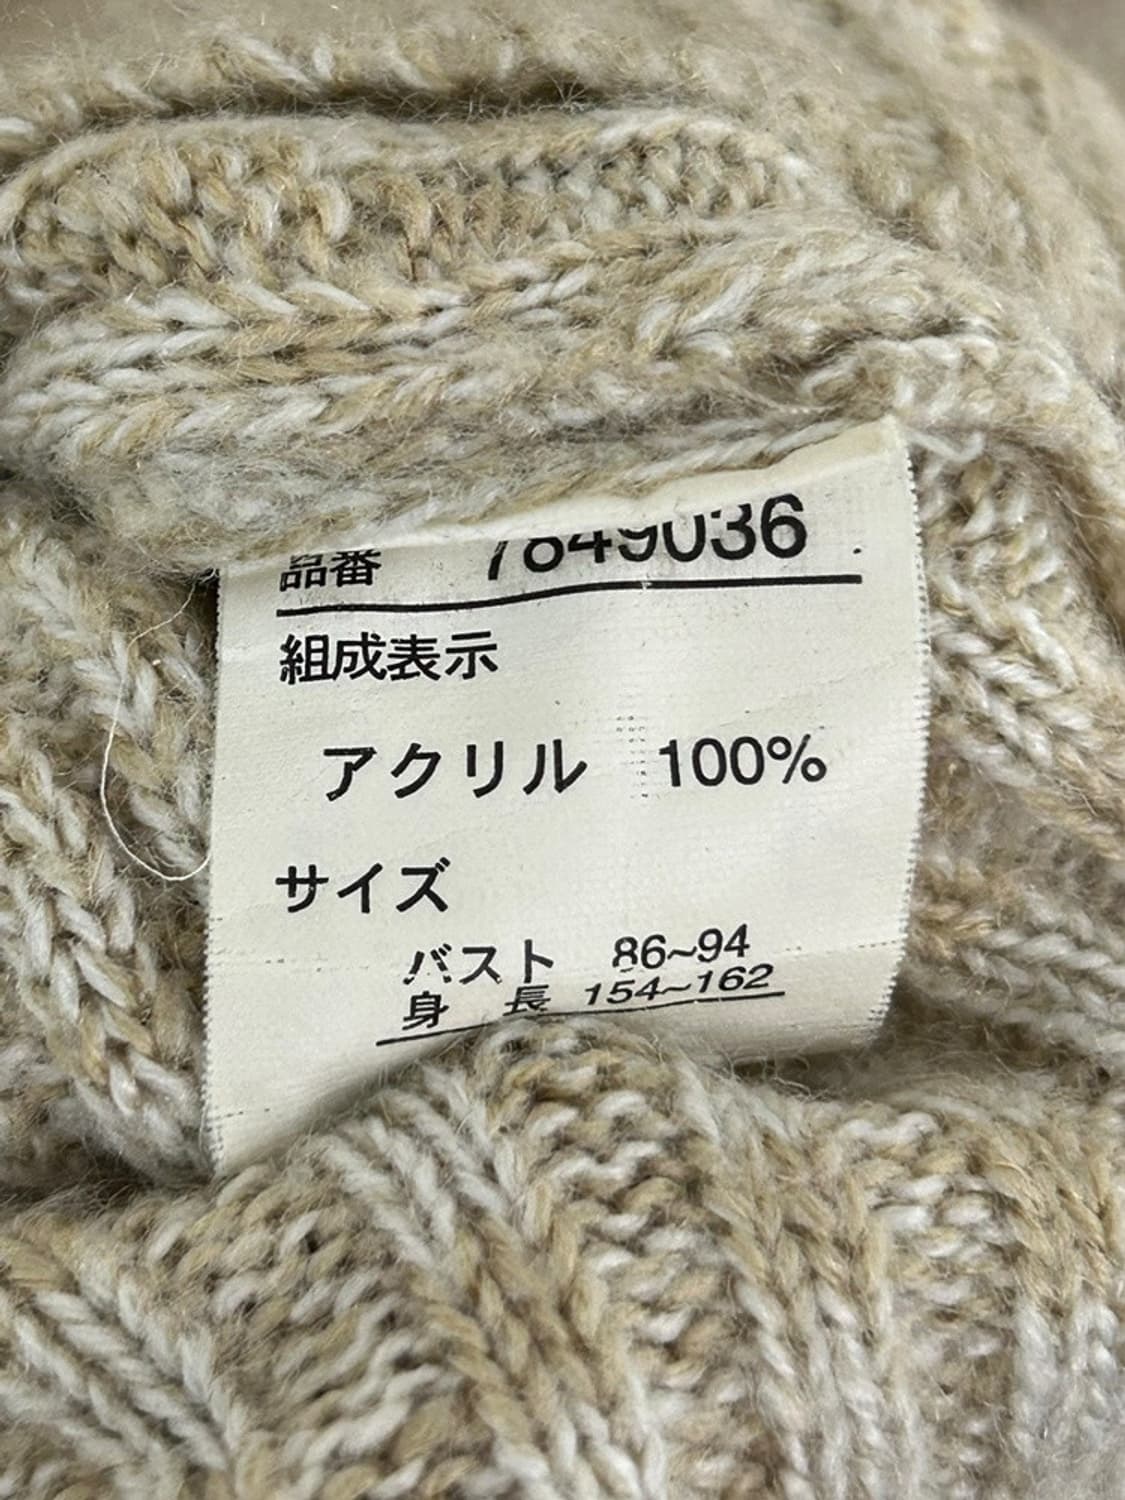 品番 7849036
組成表示
アクリル 100%
サイズ
バスト 86~94
身長 154~162